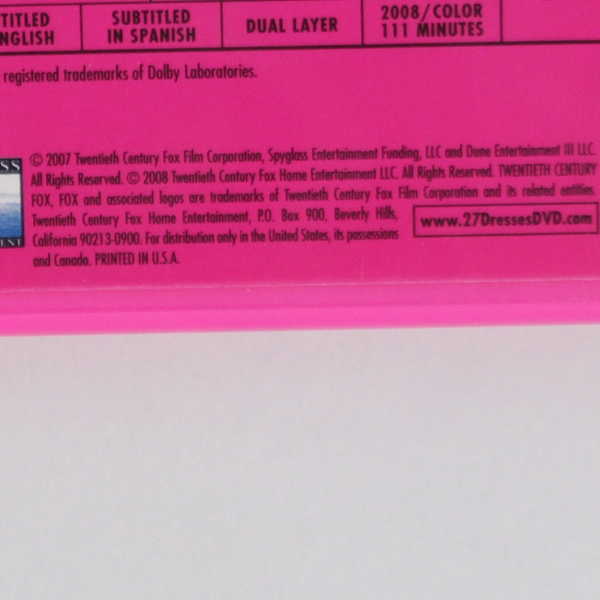 TITLED
NGLISH
SUBTITLED
IN SPANISH
DUAL LAYER
2008/COLOR
111 MINUTES
registered trademarks of Dolby Laboratories.
SS
© 2007 Twentieth Century Fox Film Corporation, Spyglass Entertainment Funding, LLC and Dune Entertainment III LLC.
All Rights Reserved. © 2008 Twentieth Century Fox Home Entertainment LLC. All Rights Reserved. TWENTIETH CENTURY
FOX, FOX and associated logos are trademarks of Twentieth Century Fox Film Corporation and its related entities.
Twentieth Century Fox Home Entertainment, P.O. Box 900, Beverly Hills,
California 90213-0900. For distribution only in the United States, its possessions
and Canada. PRINTED IN U.S.A.
www.27DressesDVD.com